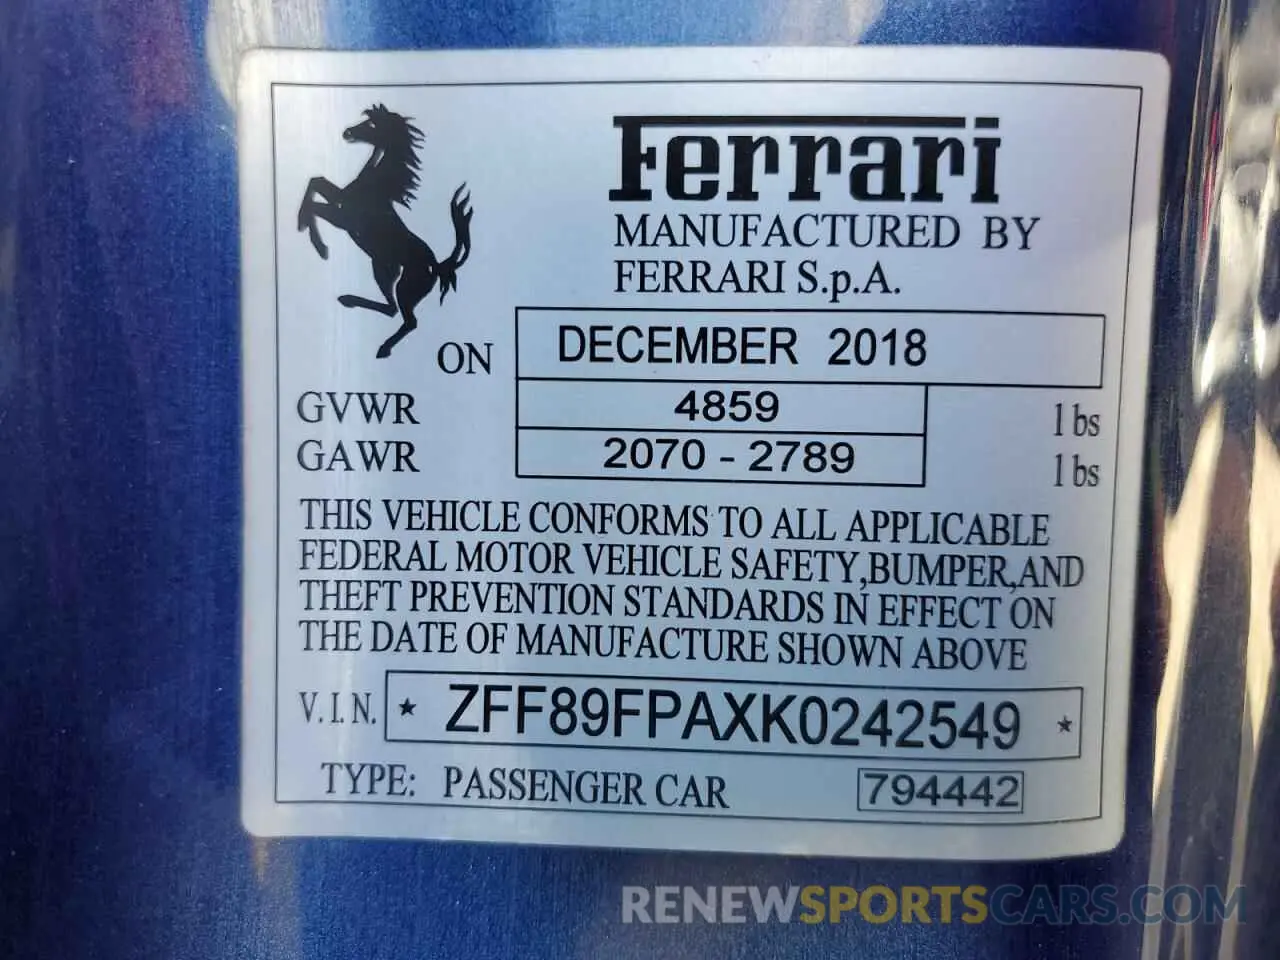 Ferrari
MANUFACTURED BY
FERRARI S.p.A.
ON DECEMBER 2018
GVWR 4859 lbs
GAWR 2070 - 2789 lbs
THIS VEHICLE CONFORMS TO ALL APPLICABLE
FEDERAL MOTOR VEHICLE SAFETY,BUMPER,AND
THEFT PREVENTION STANDARDS IN EFFECT ON
THE DATE OF MANUFACTURE SHOWN ABOVE
V.I.N. * ZFF89FPAXK0242549 *
TYPE: PASSENGER CAR 794442
RENEWSPORTSCARS.COM